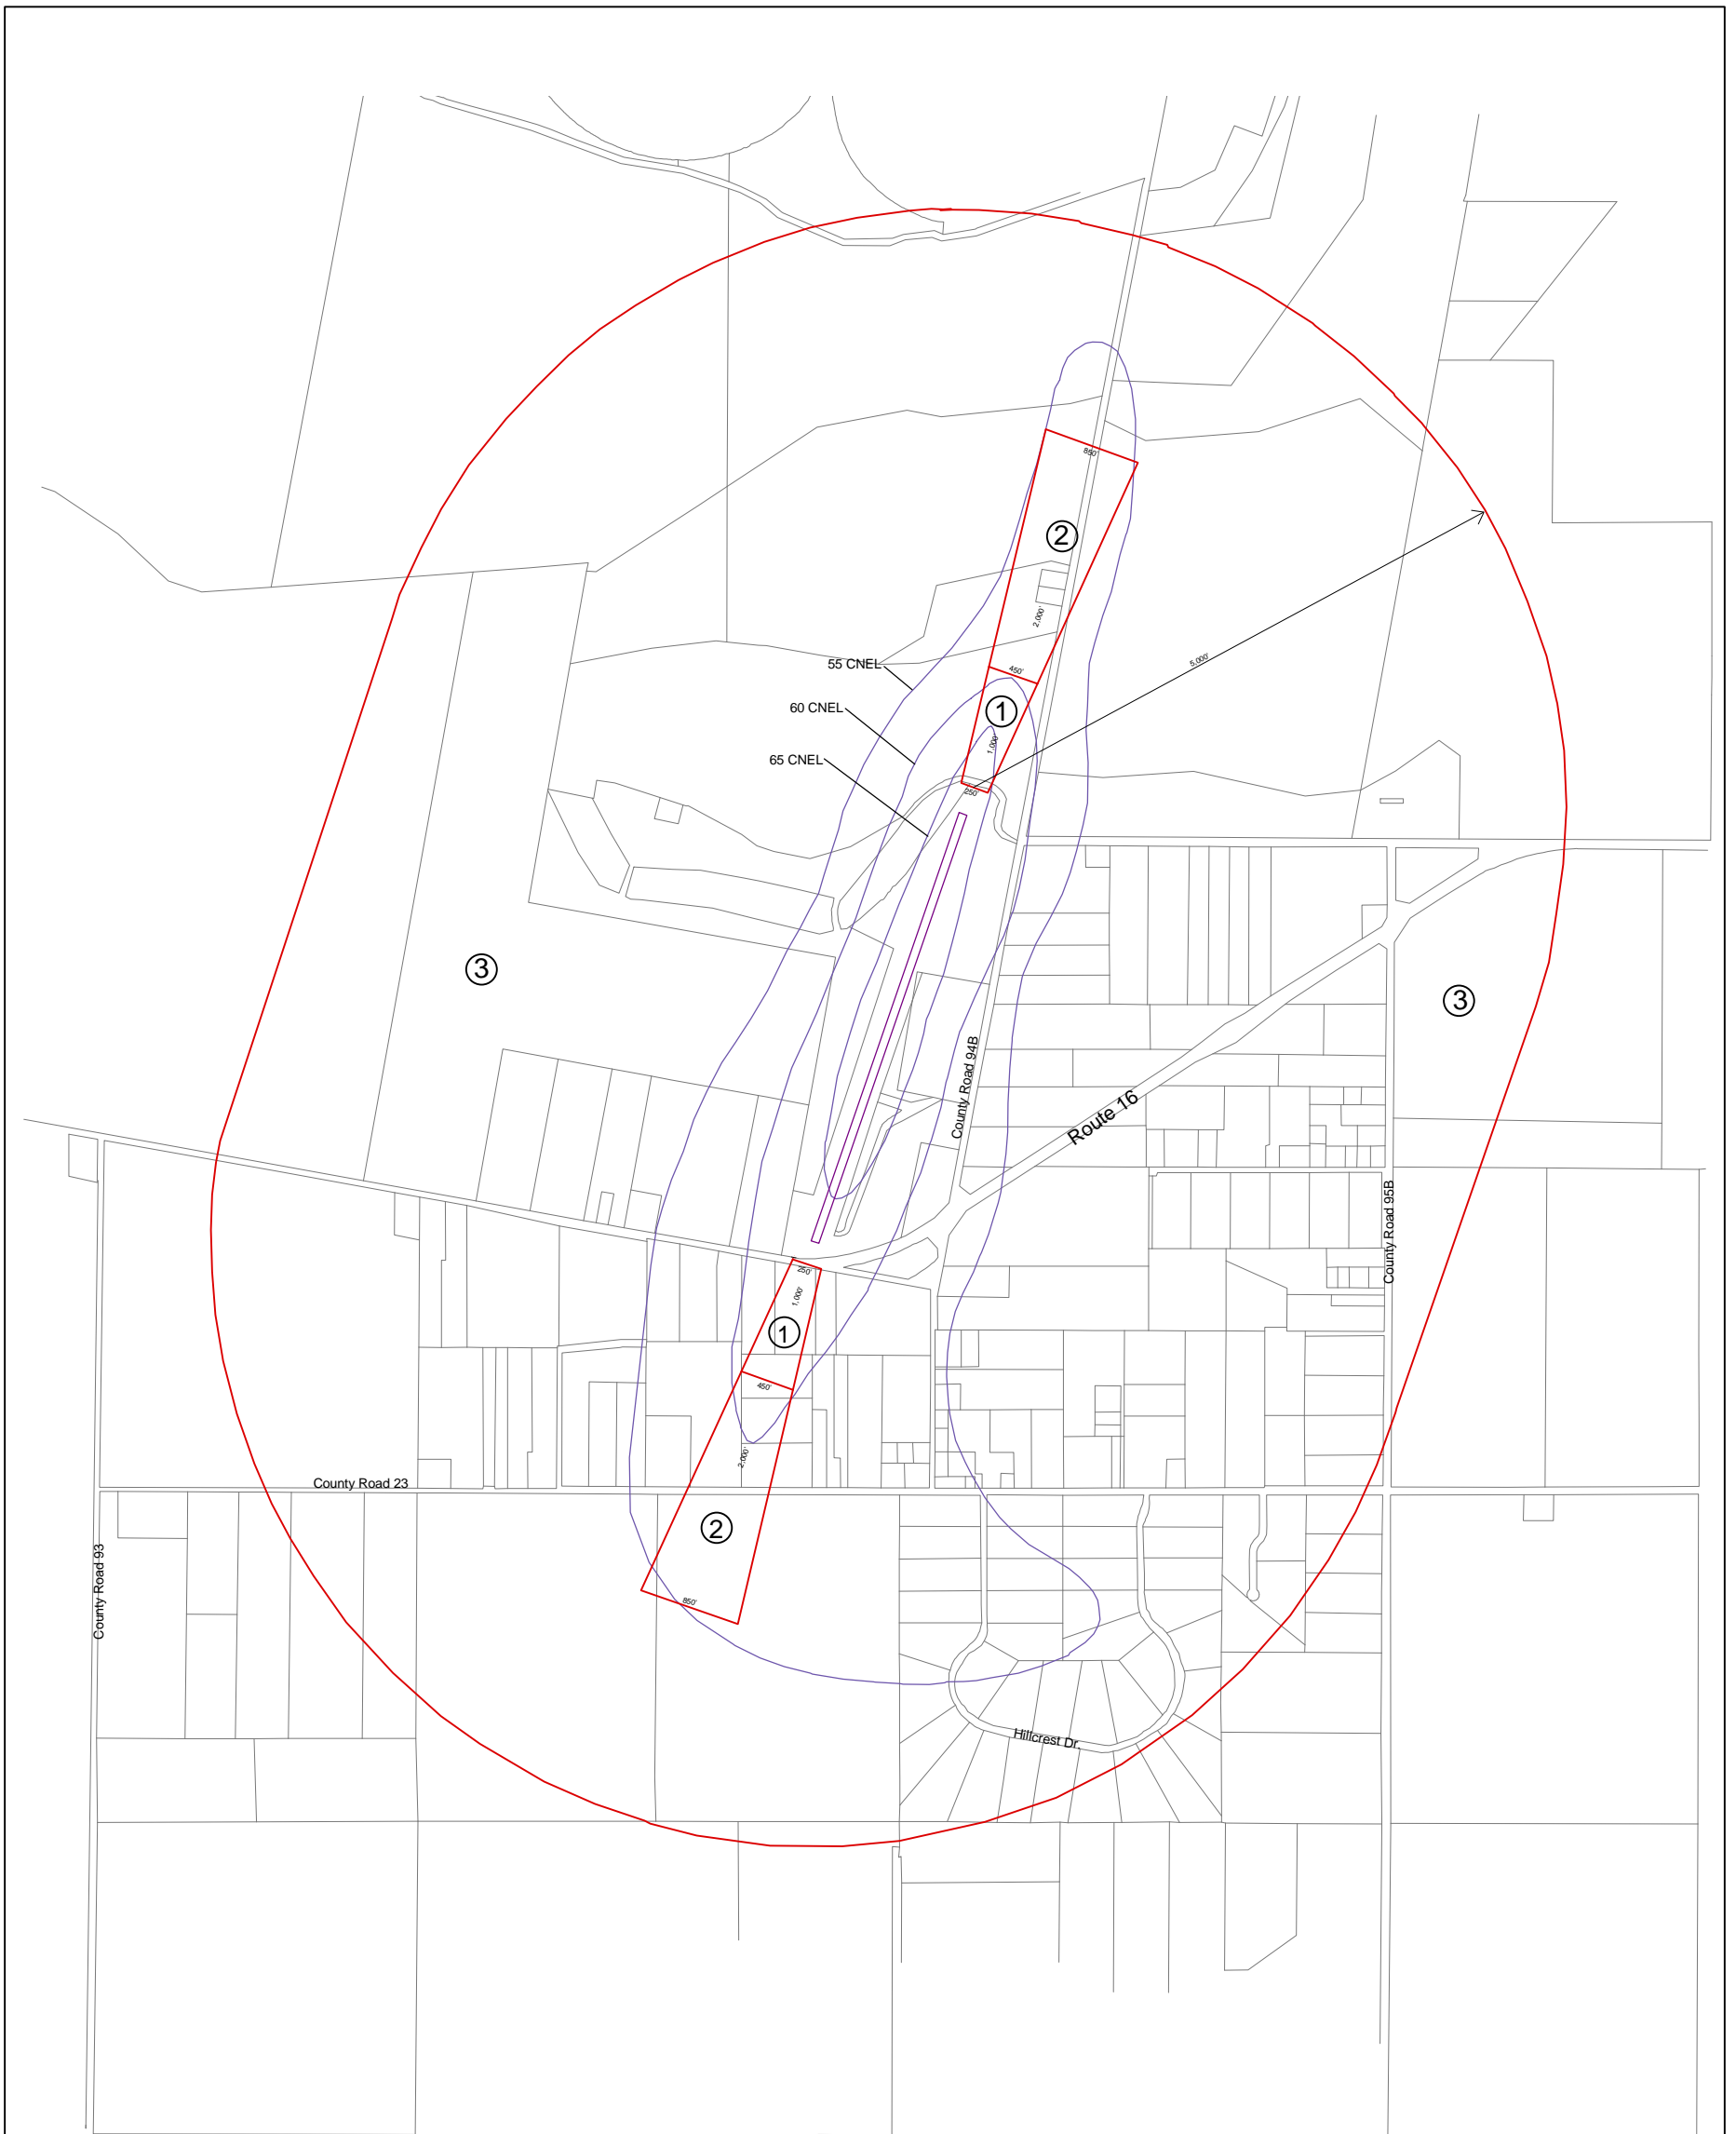 850'
②
2,000'
5,000'
55 CNEL
450'
60 CNEL
①
1,000'
65 CNEL
250'
③
③
County Road 94B
Route 16
County Road 95B
250'
1,000'
①
450'
2,000'
County Road 23
②
County Road 93
850'
Hillcrest Dr.